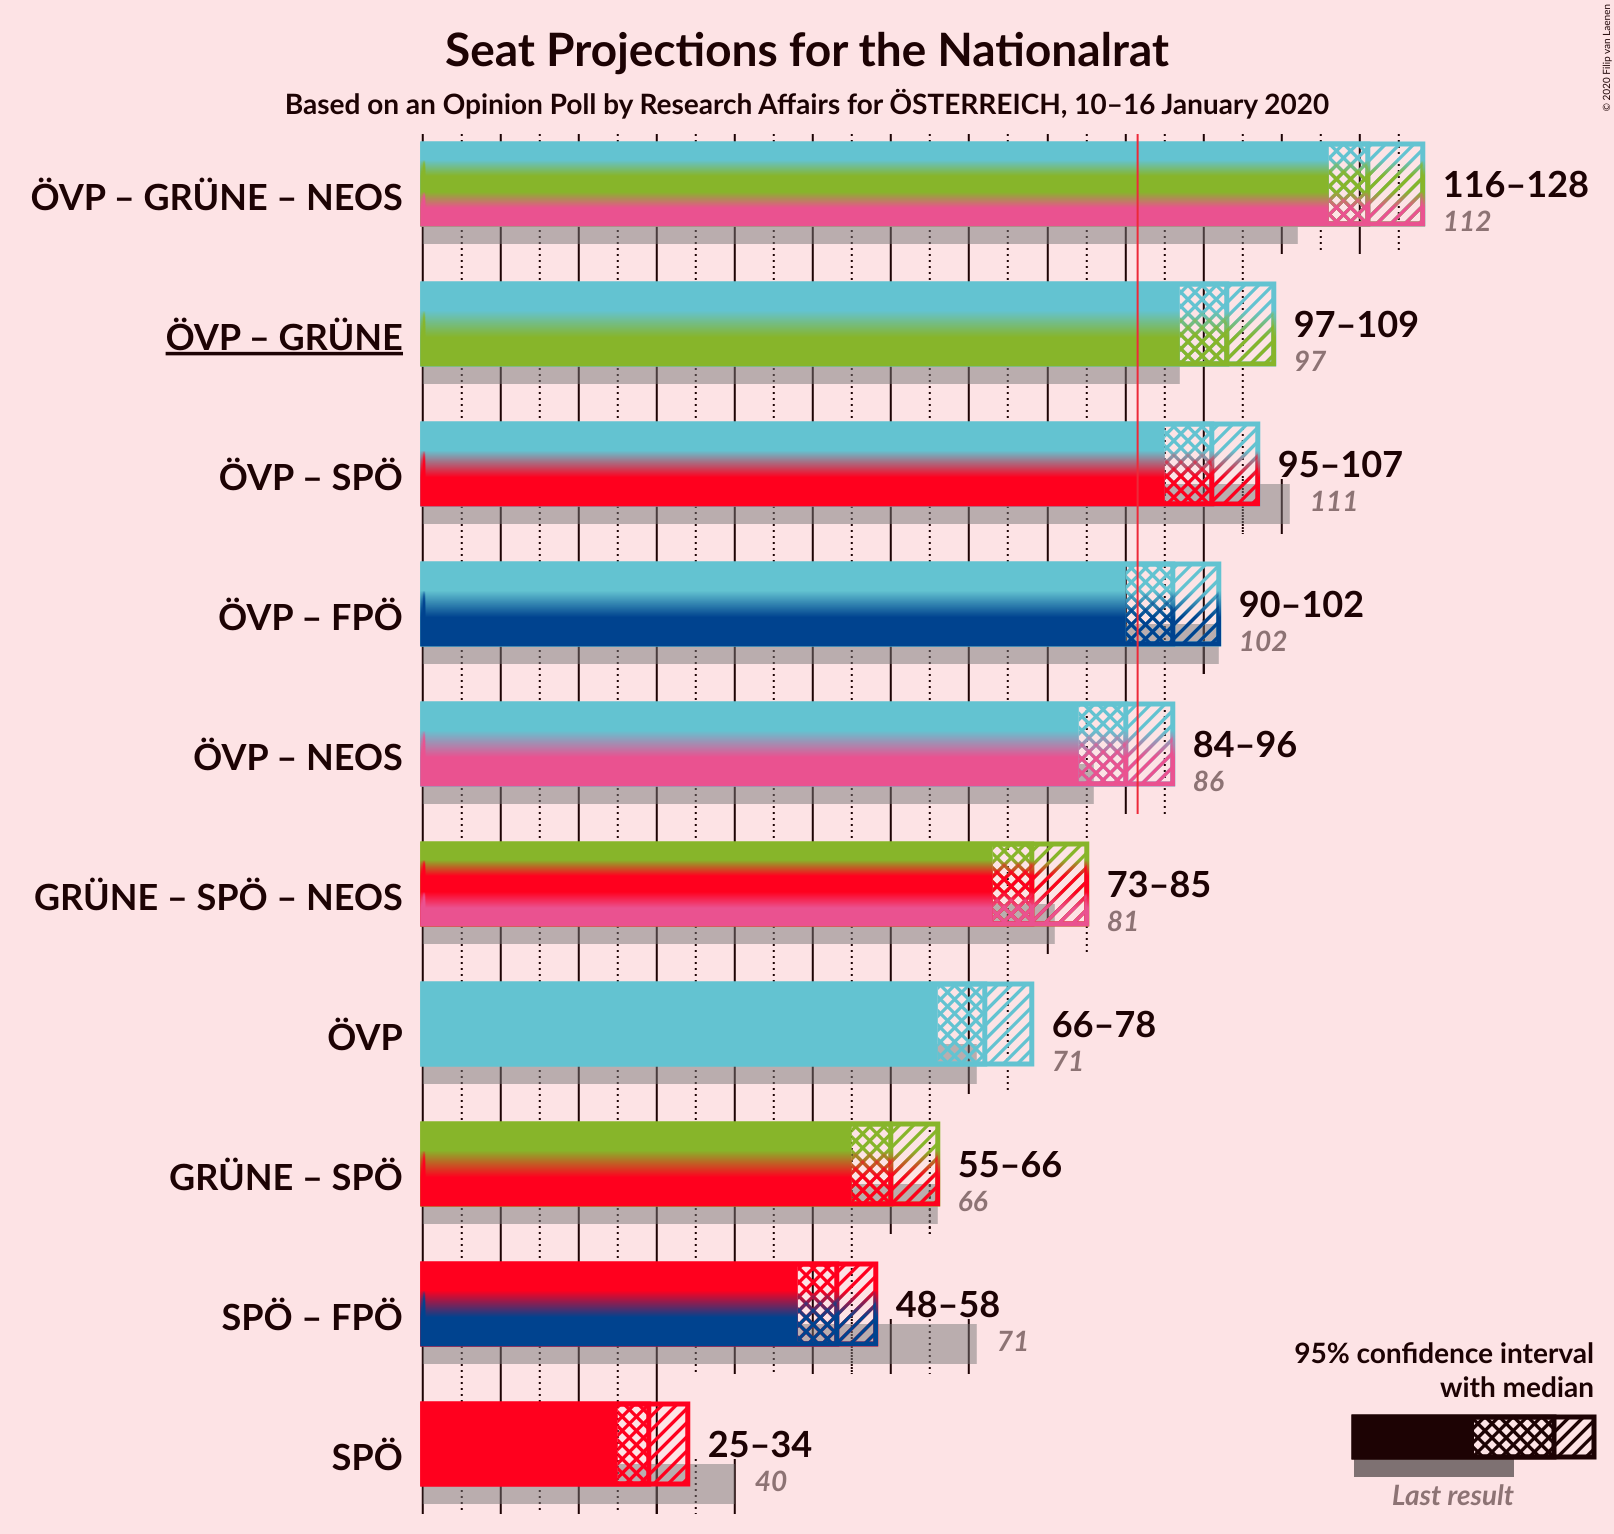 Seat Projections for the Nationalrat
Based on an Opinion Poll by Research Affairs for ÖSTERREICH, 10–16 January 2020
© 2020 Filip van Laenen
ÖVP – GRÜNE – NEOS
116–128
112
ÖVP – GRÜNE
97–109
97
ÖVP – SPÖ
95–107
111
ÖVP – FPÖ
90–102
102
ÖVP – NEOS
84–96
86
GRÜNE – SPÖ – NEOS
73–85
81
ÖVP
66–78
71
GRÜNE – SPÖ
55–66
66
SPÖ – FPÖ
48–58
71
SPÖ
25–34
40
95% confidence interval
with median
Last result